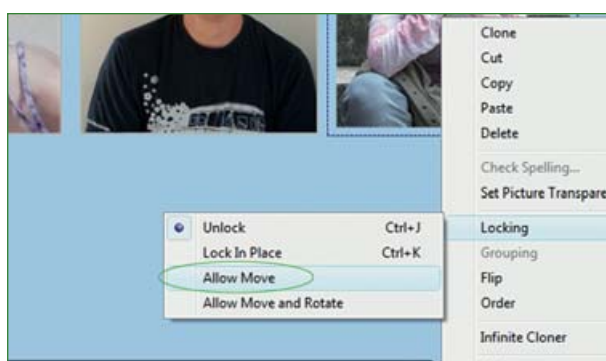 Clone
Cut
Copy
Paste
Delete
Check Spelling...
Set Picture Transpare
Locking
Grouping
Flip
Order
Infinite Cloner
Unlock Ctrl+J
Lock In Place Ctrl+K
Allow Move
Allow Move and Rotate